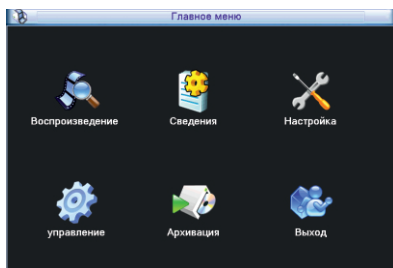 Главное меню
Воспроизведение Сведения Настройка
управление Архивация Выход